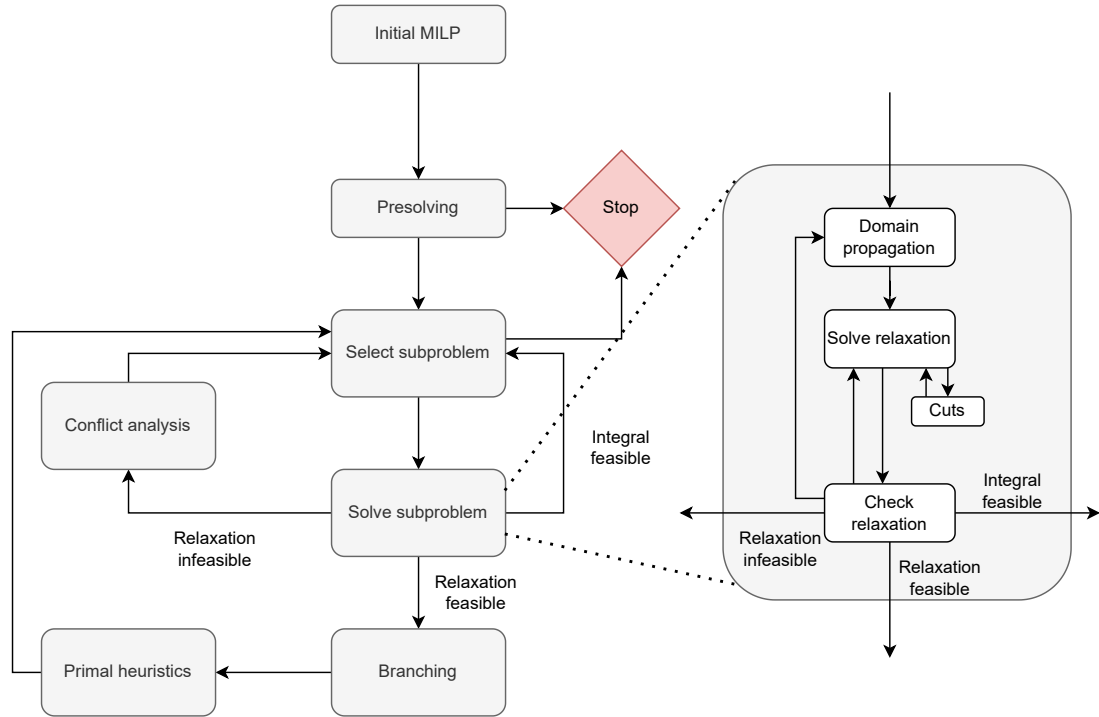 Initial MILP
Presolving
Stop
Select subproblem
Conflict analysis
Integral
feasible
Solve subproblem
Relaxation
infeasible
Relaxation
feasible
Primal heuristics
Branching
Domain
propagation
Solve relaxation
Cuts
Check
relaxation
Integral
feasible
Relaxation
infeasible
Relaxation
feasible